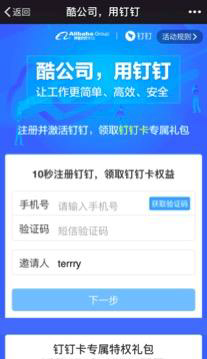 返回 酷公司，用钉钉
Alibaba Group 钉钉 活动规则 >
酷公司，用钉钉
让工作更简单、高效、安全
注册并激活钉钉，领取钉钉卡专属礼包
10秒注册钉钉，领取钉钉卡权益
手机号 请输入手机号 获取验证码
验证码 短信验证码
邀请人 terrry
下一步
钉钉卡专属特权礼包